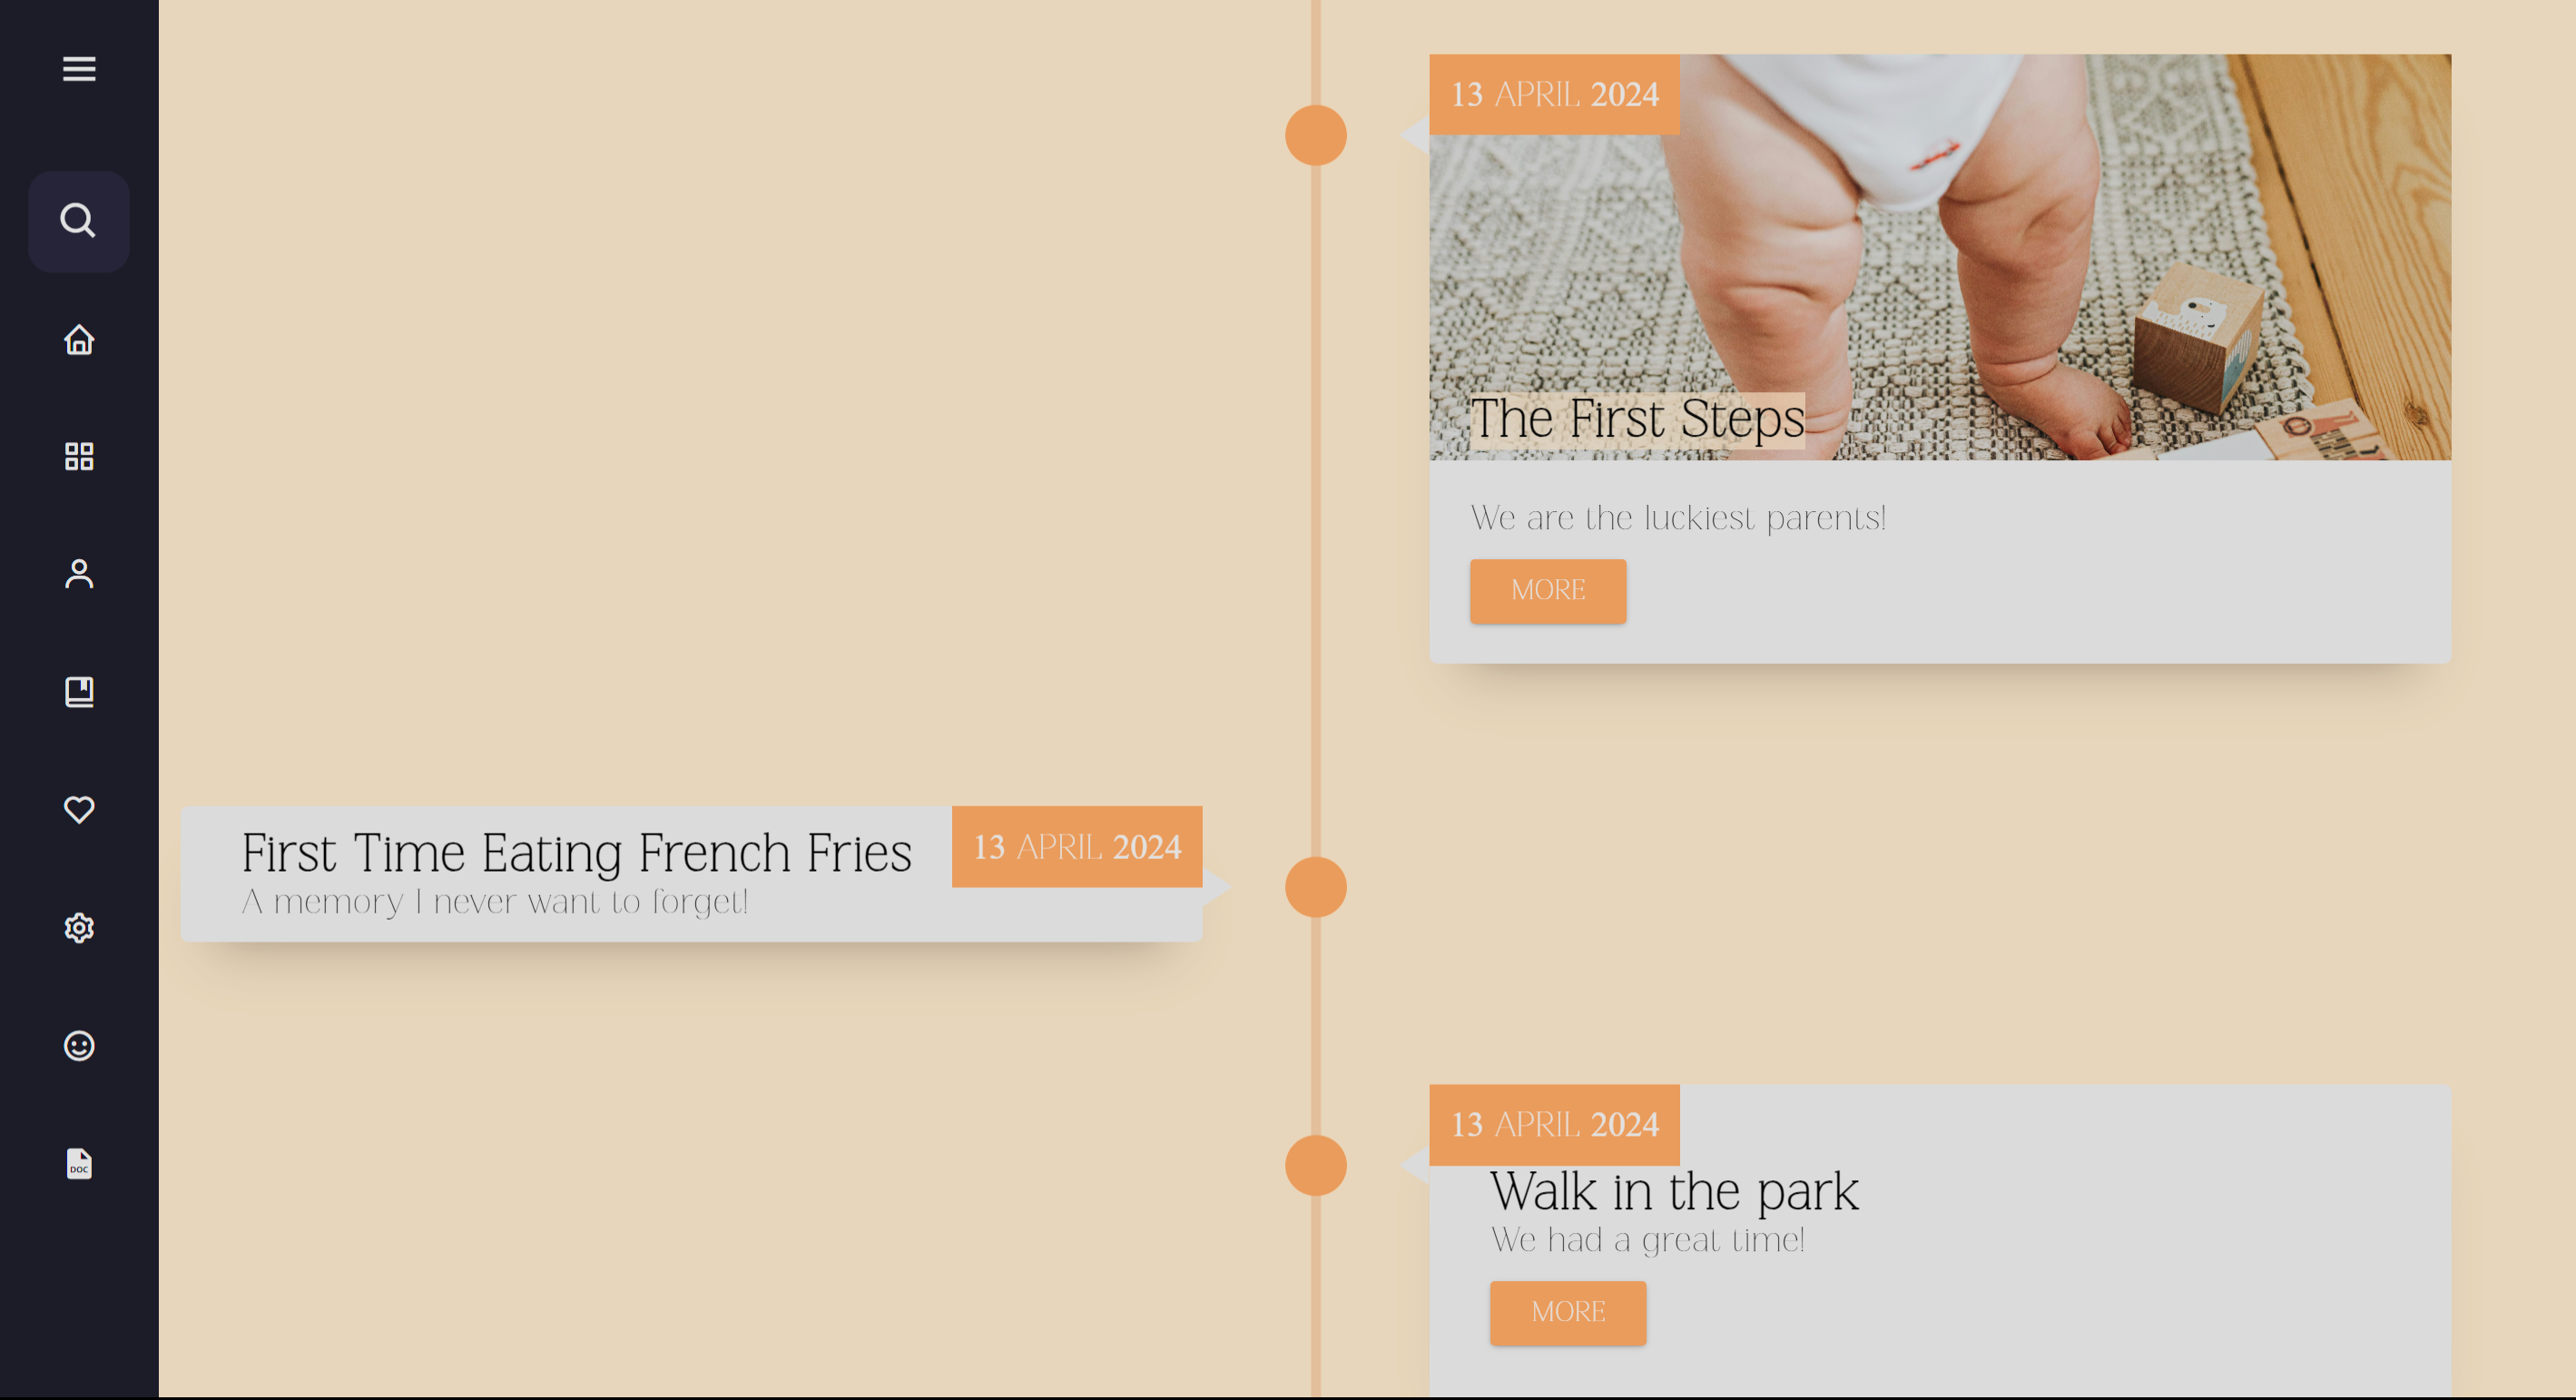 13 APRIL 2024
The First Steps
We are the luckiest parents!
MORE
First Time Eating French Fries
13 APRIL 2024
A memory I never want to forget!
13 APRIL 2024
Walk in the park
We had a great time!
MORE
DOC